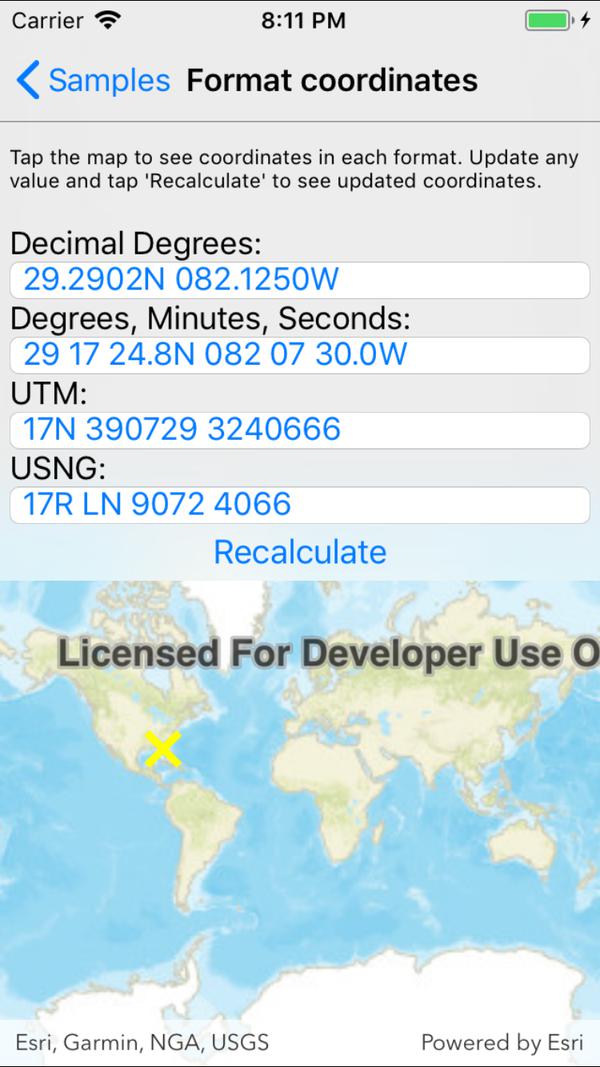 Carrier 8:11 PM
Samples Format coordinates
Tap the map to see coordinates in each format. Update any
value and tap 'Recalculate' to see updated coordinates.
Decimal Degrees:
29.2902N 082.1250W
Degrees, Minutes, Seconds:
29 17 24.8N 082 07 30.0W
UTM:
17N 390729 3240666
USNG:
17R LN 9072 4066
Recalculate
Licensed For Developer Use O
Esri, Garmin, NGA, USGS Powered by Esri